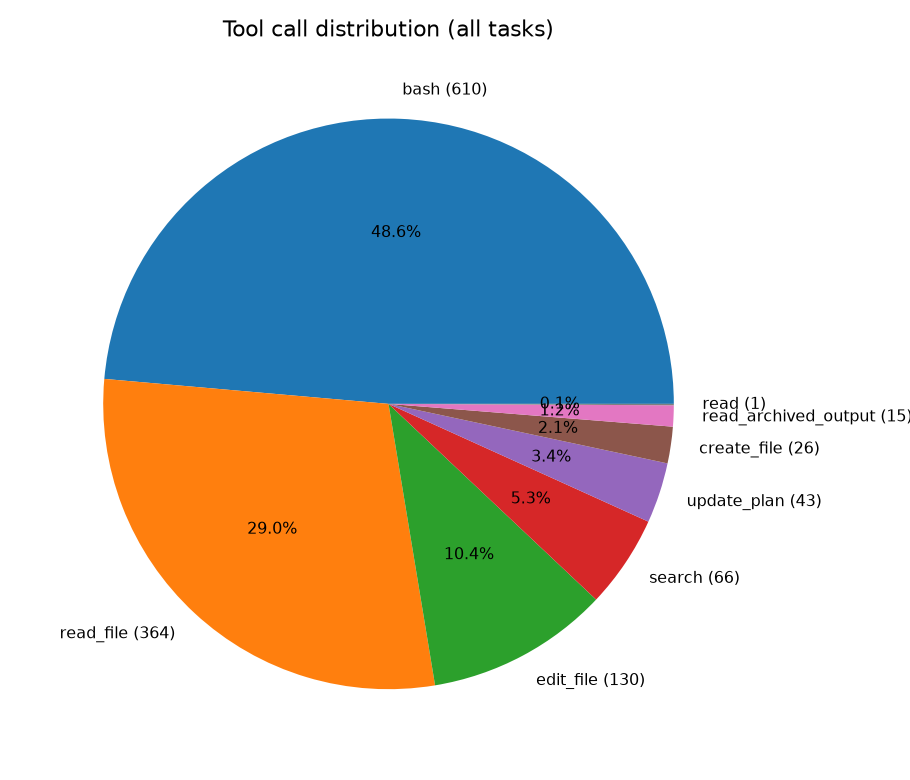 Tool call distribution (all tasks)
bash (610)
48.6%
read (1)
0.1%
read_archived_output (15)
1.2%
create_file (26)
2.1%
update_plan (43)
3.4%
search (66)
5.3%
edit_file (130)
10.4%
read_file (364)
29.0%